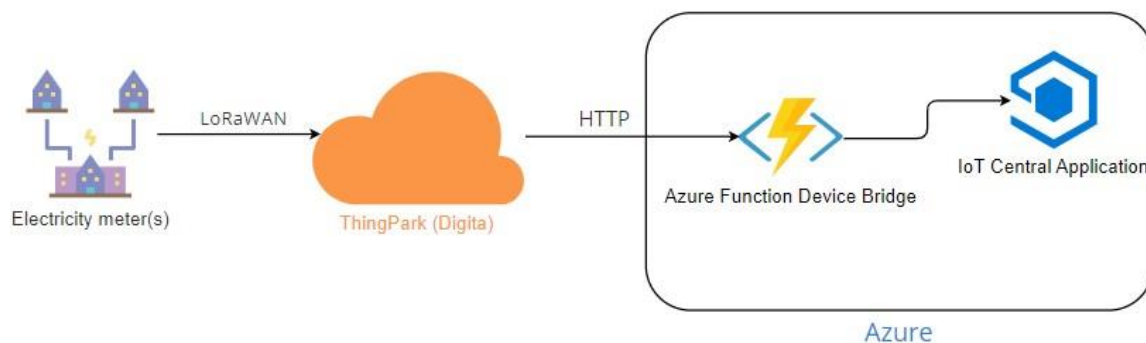 Electricity meter(s)
LoRaWAN
ThingPark (Digita)
HTTP
Azure Function Device Bridge
IoT Central Application
Azure